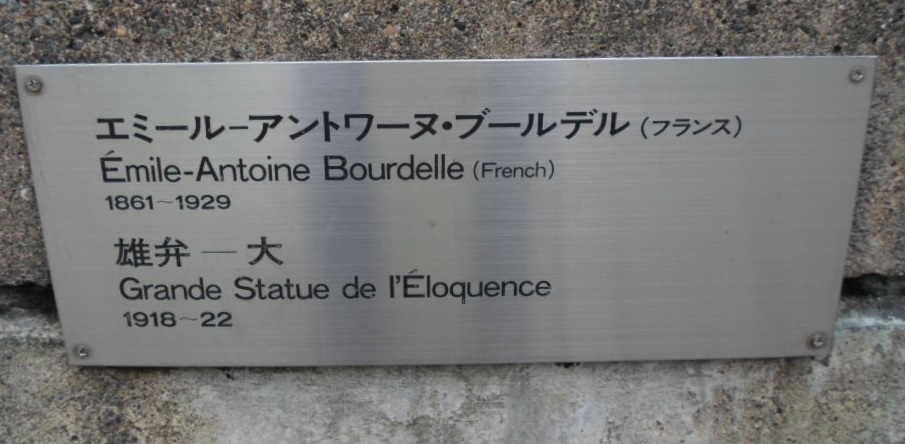 エミール−アントワーヌ・ブールデル(フランス)
Émile-Antoine Bourdelle (French)
1861~1929
雄弁 — 大
Grande Statue de l'Éloquence
1918~22